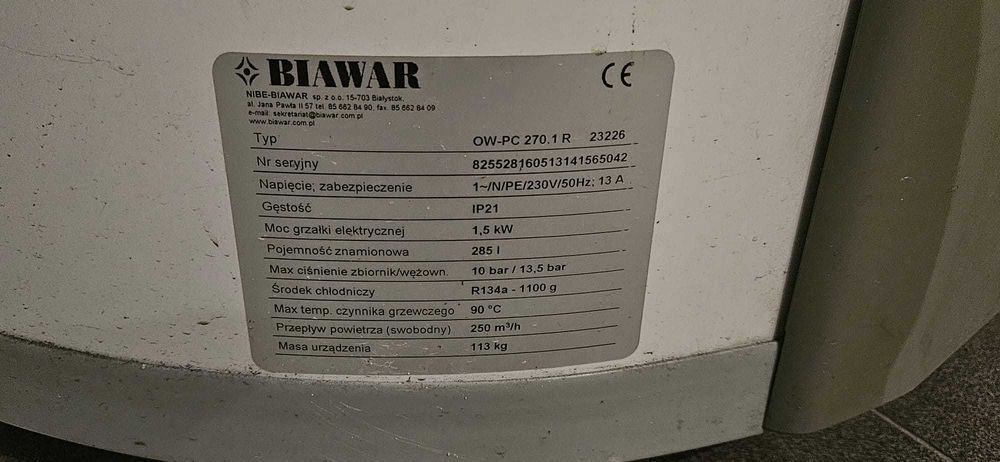 BIAWAR CE
NIBE-BIAWAR sp. z o.o. 15-703 Białystok,
al. Jana Pawła II 57 tel. 85 662 84 90, fax. 85 662 84 09
e-mail: sekretariat@biawar.com.pl
www.biawar.com.pl
Typ OW-PC 270.1 R 23226
Nr seryjny 825528160513141565042
Napięcie; zabezpieczenie 1~/N/PE/230V/50Hz; 13 A
Gęstość IP21
Moc grzałki elektrycznej 1,5 kW
Pojemność znamionowa 285 l
Max ciśnienie zbiornik/wężown. 10 bar / 13,5 bar
Środek chłodniczy R134a - 1100 g
Max temp. czynnika grzewczego 90 °C
Przepływ powietrza (swobodny) 250 m³/h
Masa urządzenia 113 kg